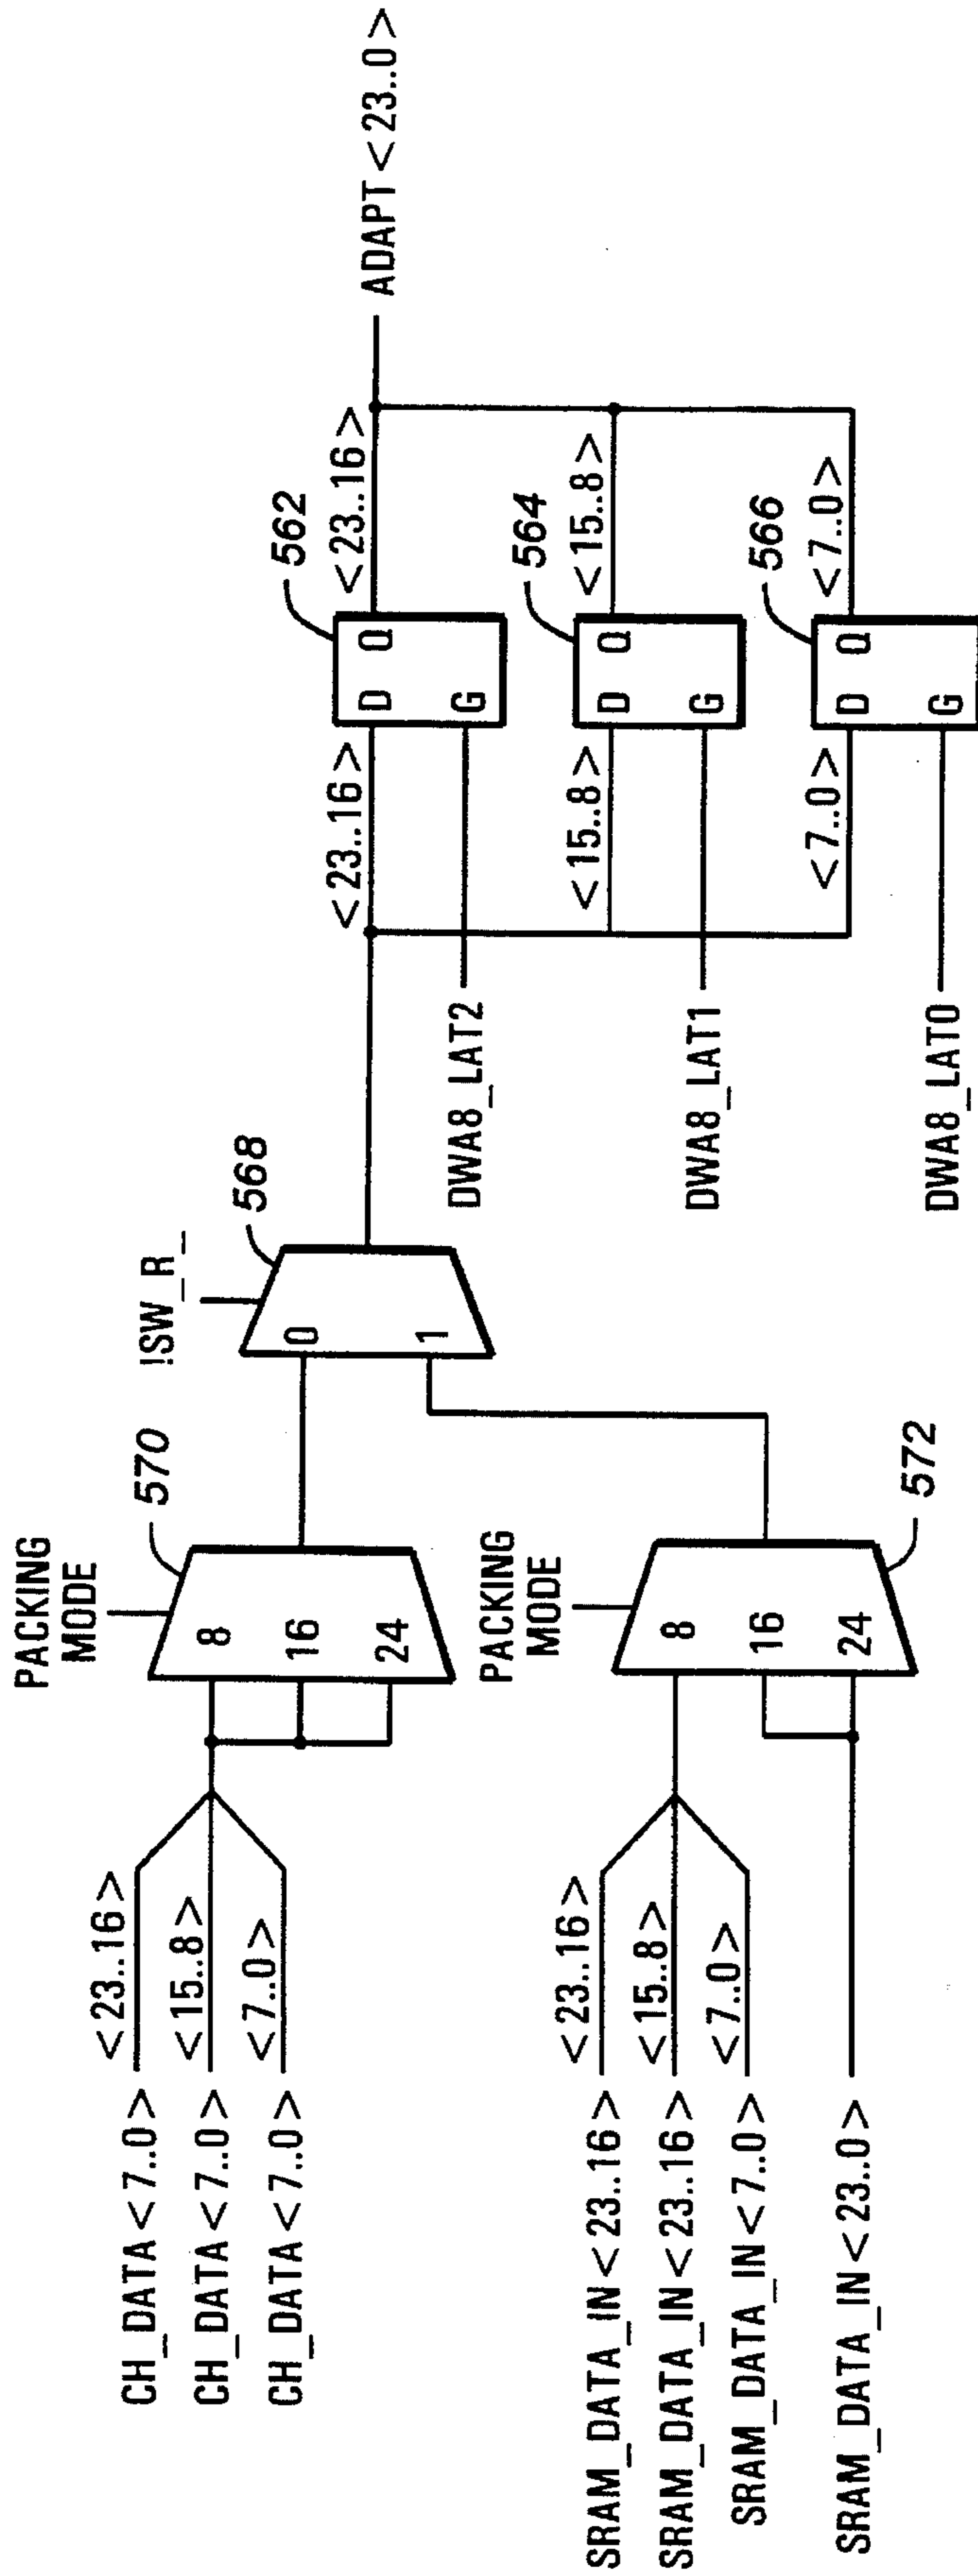 CH_DATA<7..0> <23..16>
CH_DATA<7..0> <15..8>
CH_DATA<7..0> <7..0>
PACKING
MODE
570
8
16
24
SRAM_DATA_IN<23..16> <23..16>
SRAM_DATA_IN<23..16> <15..8>
SRAM_DATA_IN<7..0> <7..0>
SRAM_DATA_IN<23..0>
PACKING
MODE
572
8
16
24
!SW_R_
568
0
1
<23..16>
562
D Q
G
<23..16>
DWA8_LAT2
<15..8>
564
D Q
G
<15..8>
DWA8_LAT1
<7..0>
566
D Q
G
<7..0>
DWA8_LAT0
ADAPT<23..0>